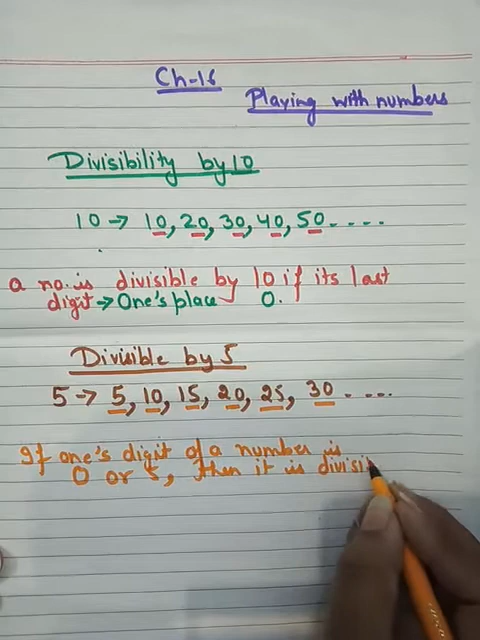 Ch-16
Playing with numbers
Divisibility by 10
10 → 10, 20, 30, 40, 50 ....
a no. is divisible by 10 if its last
digit → One's place 0.
Divisible by 5
5 → 5, 10, 15, 20, 25, 30 ....
If one's digit of a number is
0 or 5, then it is divisi